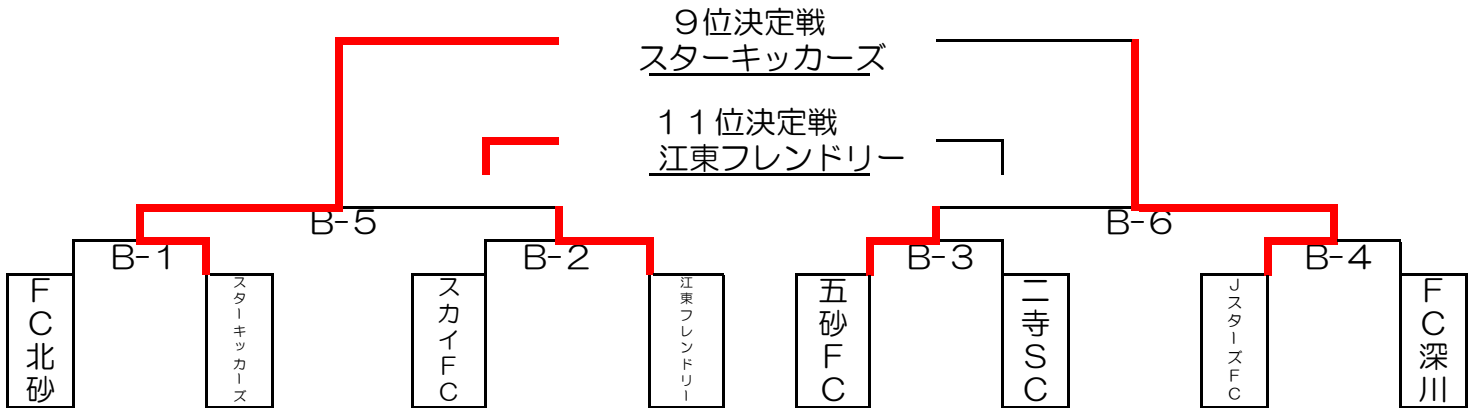 ９位決定戦
スターキッカーズ
１１位決定戦
江東フレンドリー
B-5
B-6
B-1
B-2
B-3
B-4
ＦＣ北砂
スターキッカーズ
スカイＦＣ
江東フレンドリー
五砂ＦＣ
二寺ＳＣ
ＪスターズＦＣ
ＦＣ深川